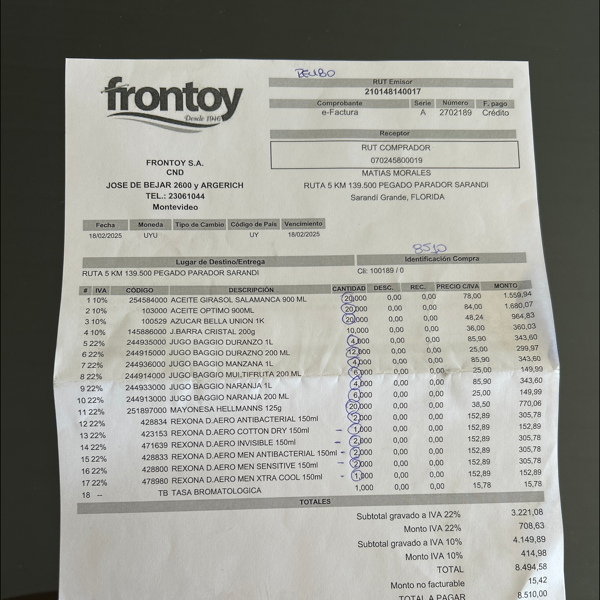 BELBO
frontoy
Desde 1946
RUT Emisor
210148140017
Comprobante Serie Número F. pago
e-Factura A 2702189 Crédito
Receptor
RUT COMPRADOR
070245800019
FRONTOY S.A.
CND
JOSE DE BEJAR 2600 y ARGERICH
TEL.: 23061044
Montevideo
MATIAS MORALES
RUTA 5 KM 139.500 PEGADO PARADOR SARANDI
Sarandí Grande, FLORIDA
Fecha Moneda Tipo de Cambio Código de País Vencimiento
18/02/2025 UYU UY 18/02/2025
8510
Lugar de Destino/Entrega Identificación Compra
RUTA 5 KM 139.500 PEGADO PARADOR SARANDI Cli: 100189 / 0
# IVA CÓDIGO DESCRIPCIÓN CANTIDAD DESC. REC. PRECIO C/IVA MONTO
1 10% 254584000 ACEITE GIRASOL SALAMANCA 900 ML 20,000 0,00 0,00 78,00 1.559,94
2 10% 103000 ACEITE OPTIMO 900ML 20,000 0,00 0,00 84,00 1.680,07
3 10% 100529 AZUCAR BELLA UNION 1K 20,000 0,00 0,00 48,24 964,83
4 10% 145886000 J.BARRA CRISTAL 200g 10,000 0,00 0,00 36,00 360,03
5 22% 244935000 JUGO BAGGIO DURANZO 1L 4,000 0,00 0,00 85,90 343,60
6 22% 244915000 JUGO BAGGIO DURAZNO 200 ML 12,000 0,00 0,00 25,00 299,97
7 22% 244936000 JUGO BAGGIO MANZANA 1L 4,000 0,00 0,00 85,90 343,60
8 22% 244914000 JUGO BAGGIO MULTIFRUTA 200 ML 6,000 0,00 0,00 25,00 149,99
9 22% 244933000 JUGO BAGGIO NARANJA 1L 4,000 0,00 0,00 85,90 343,60
10 22% 244913000 JUGO BAGGIO NARANJA 200 ML 6,000 0,00 0,00 25,00 149,99
11 22% 251897000 MAYONESA HELLMANNS 125g 20,000 0,00 0,00 38,50 770,06
12 22% 428834 REXONA D.AERO ANTIBACTERIAL 150ml 2,000 0,00 0,00 152,89 305,78
13 22% 423153 REXONA D.AERO COTTON DRY 150ml 1,000 0,00 0,00 152,89 152,89
14 22% 471639 REXONA D.AERO INVISIBLE 150ml 2,000 0,00 0,00 152,89 305,78
15 22% 428833 REXONA D.AERO MEN ANTIBACTERIAL 150ml 2,000 0,00 0,00 152,89 305,78
16 22% 428800 REXONA D.AERO MEN SENSITIVE 150ml 2,000 0,00 0,00 152,89 305,78
17 22% 478980 REXONA D.AERO MEN XTRA COOL 150ml 1,000 0,00 0,00 152,89 152,89
18 -- TB TASA BROMATOLOGICA 1,000 0,00 0,00 15,78 15,78
TOTALES
Subtotal gravado a IVA 22% 3.221,08
Monto IVA 22% 708,63
Subtotal gravado a IVA 10% 4.149,89
Monto IVA 10% 414,98
TOTAL 8.494,58
Monto no facturable 15,42
TOTAL A PAGAR 8.510,00